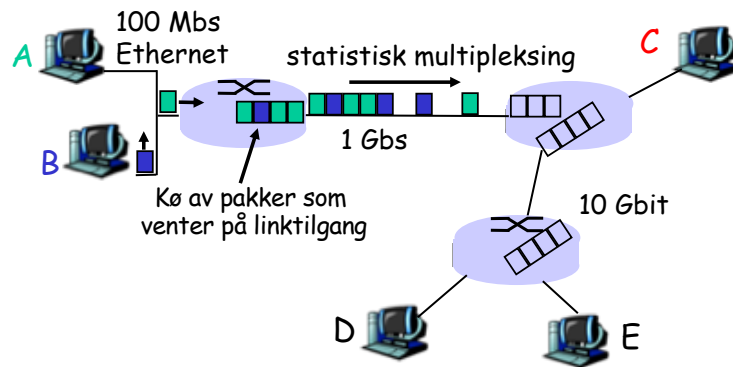 A
100 Mbs
Ethernet
statistisk multipleksing
C
B
1 Gbs
Kø av pakker som
venter på linktilgang
10 Gbit
D
E